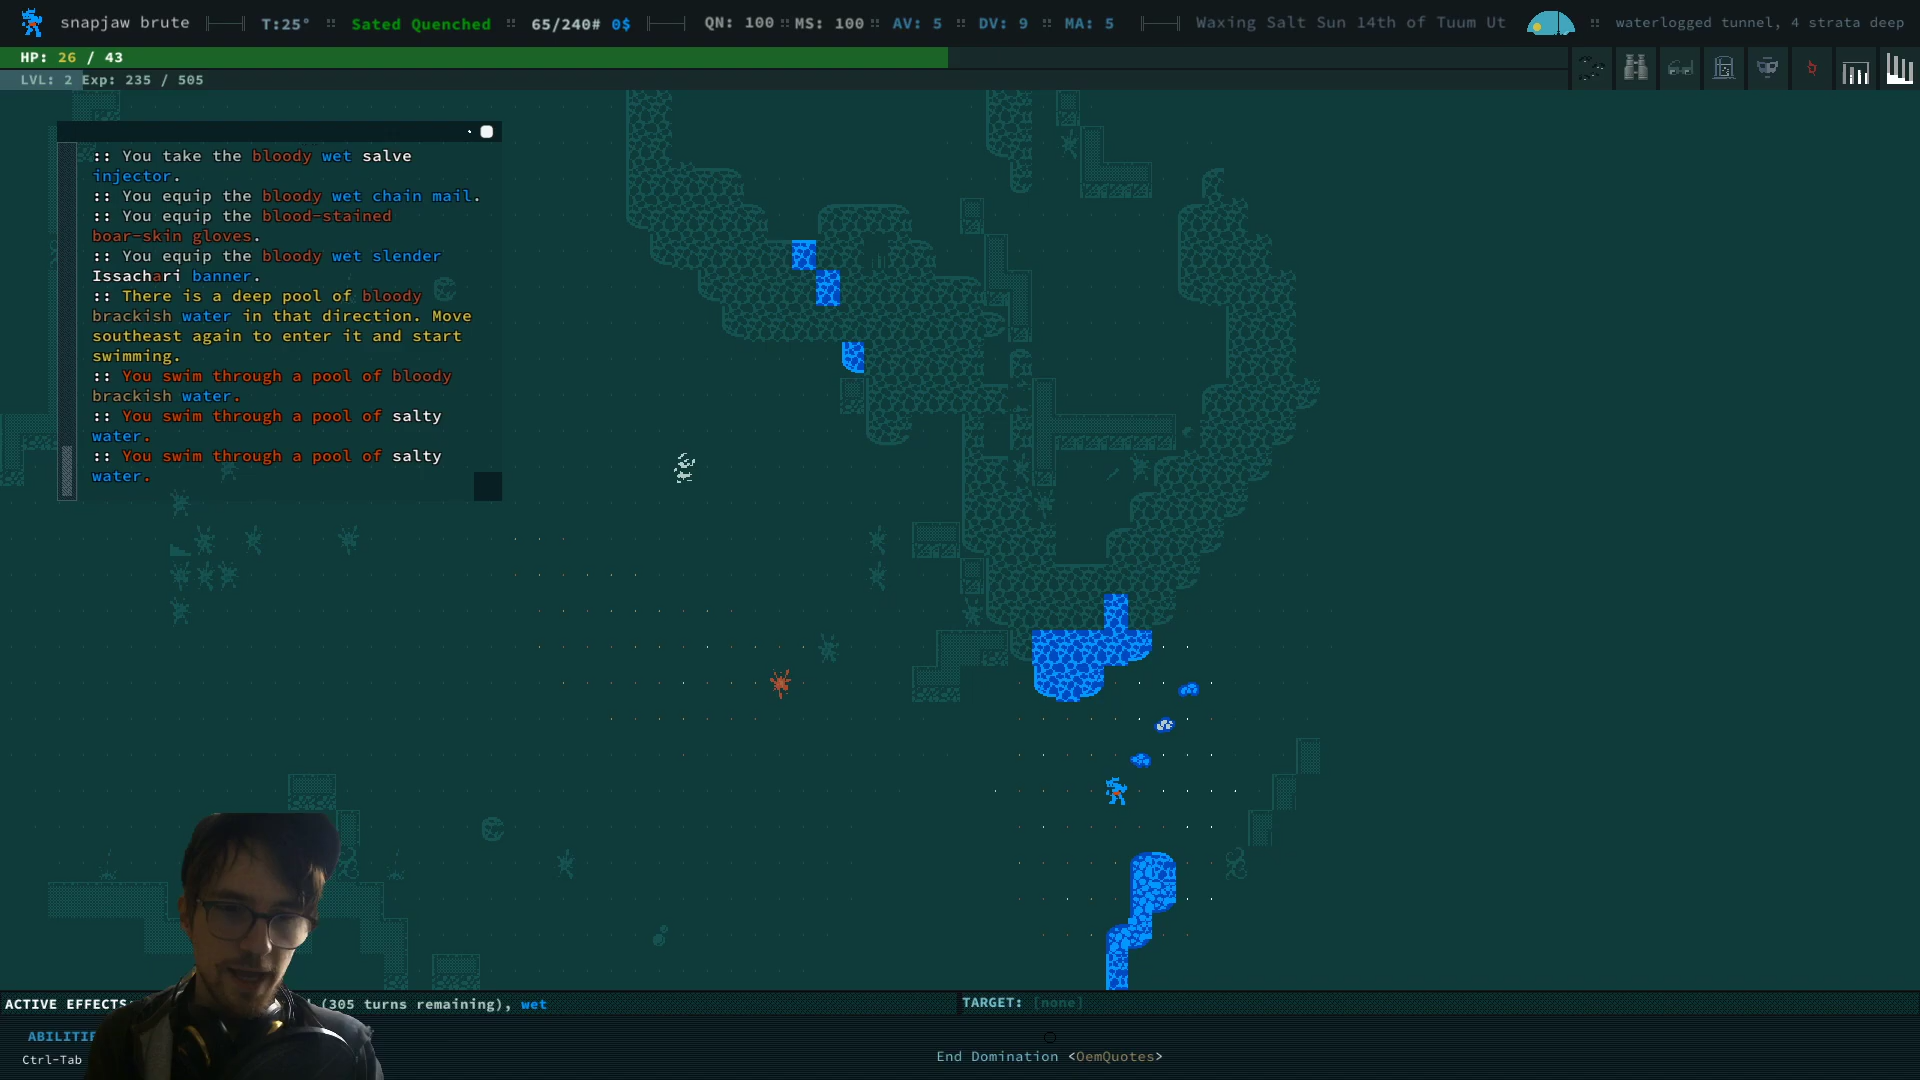 snapjaw brute
T:25°
Sated Quenched
65/240# 0$
QN: 100
MS: 100
AV: 5
DV: 9
MA: 5
Waxing Salt Sun 14th of Tuum Ut
waterlogged tunnel, 4 strata deep
HP: 26 / 43
LVL: 2 Exp: 235 / 505
:: You take the bloody wet salve
injector.
:: You equip the bloody wet chain mail.
:: You equip the blood-stained
boar-skin gloves.
:: You equip the bloody wet slender
Issachari banner.
:: There is a deep pool of bloody
brackish water in that direction. Move
southeast again to enter it and start
swimming.
:: You swim through a pool of bloody
brackish water.
:: You swim through a pool of salty
water.
:: You swim through a pool of salty
water.
ACTIVE EFFECTS:
(305 turns remaining), wet
TARGET: [none]
Ctrl-Tab
End Domination <OemQuotes>